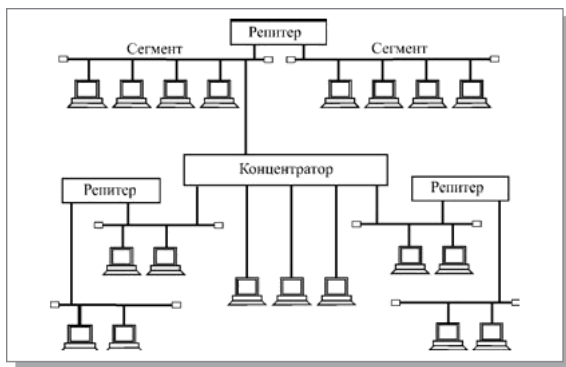 Репитер
Сегмент
Сегмент
Концентратор
Репитер
Репитер